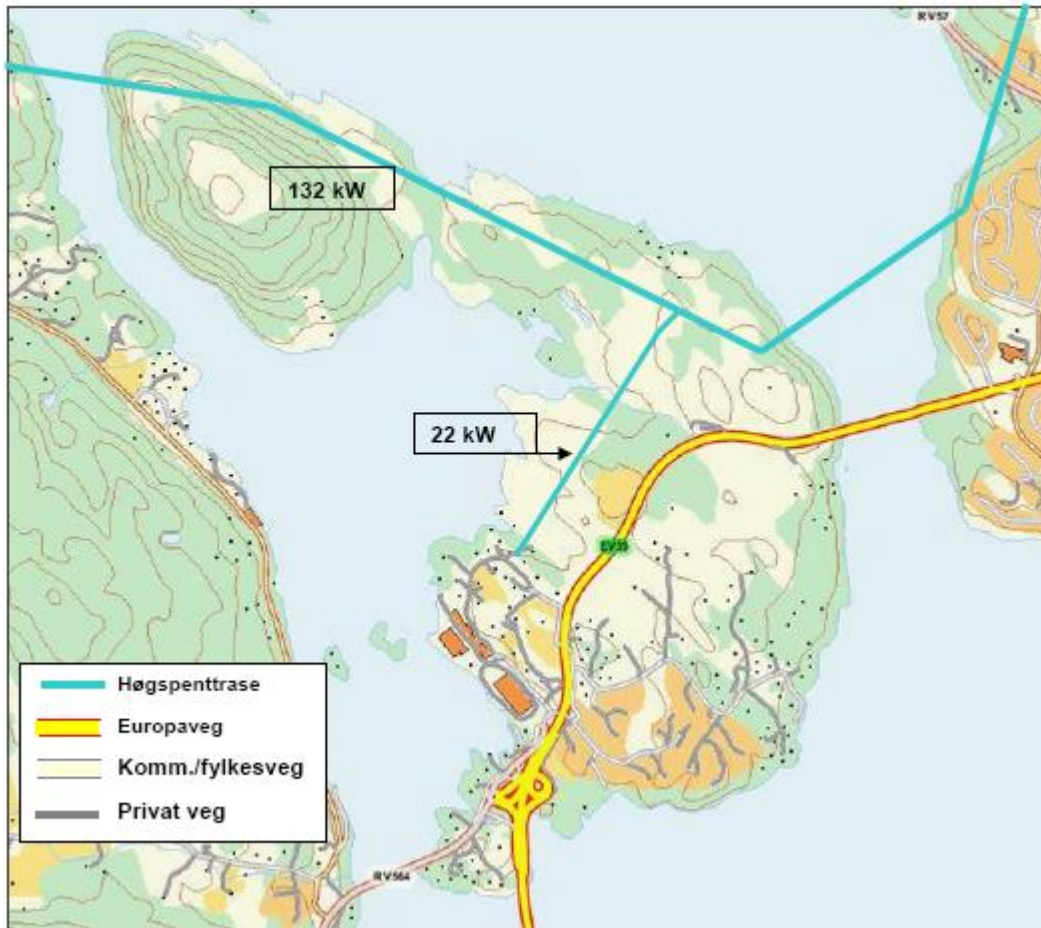 RV57
132 kW
22 kW
EV39
Høgspenttrase
Europaveg
Komm./fylkesveg
Privat veg
RV564